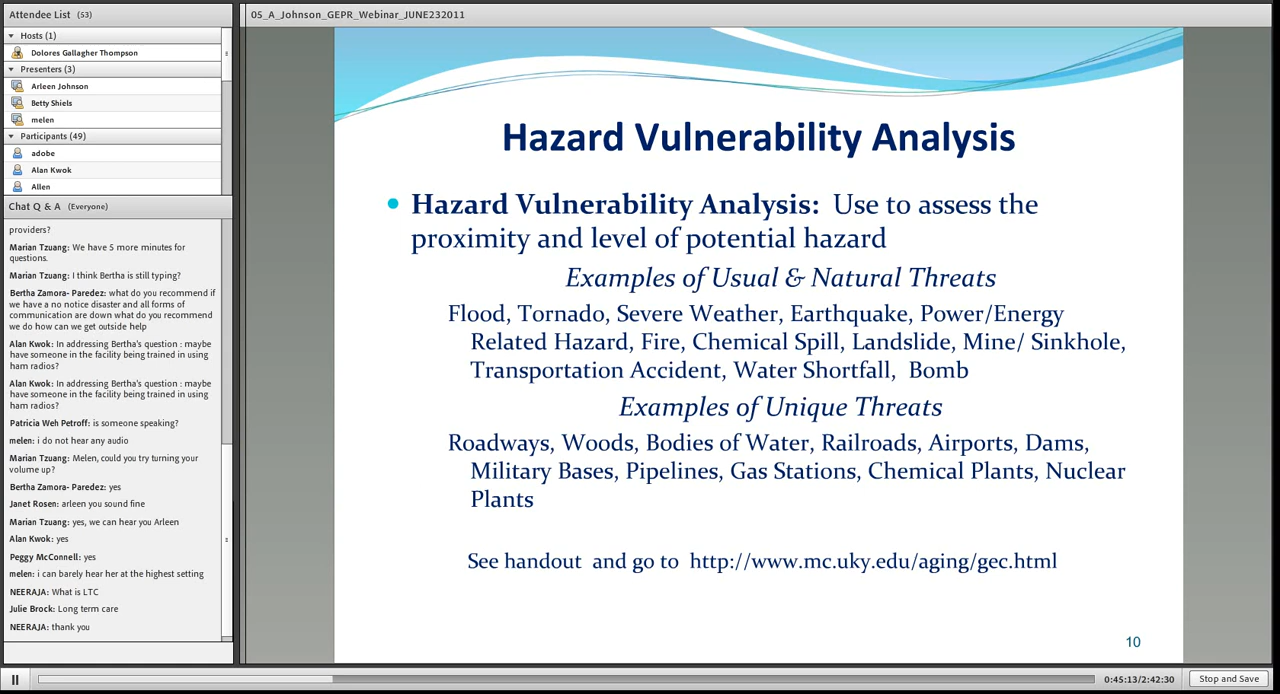 Attendee List (53)
Hosts (1)
Dolores Gallagher Thompson
Presenters (3)
Arleen Johnson
Betty Shiels
melen
Participants (49)
adobe
Alan Kwok
Allen
Chat Q & A (Everyone)
providers?
Marian Tzuang: We have 5 more minutes for
questions.
Marian Tzuang: I think Bertha is still typing?
Bertha Zamora- Paredez: what do you recommend if
we have a no notice disaster and all forms of
communication are down what do you recommend
we do how can we get outside help
Alan Kwok: In addressing Bertha's question : maybe
have someone in the facility being trained in using
ham radios?
Alan Kwok: In addressing Bertha's question : maybe
have someone in the facility being trained in using
ham radios?
Patricia Weh Petroff: is someone speaking?
melen: i do not hear any audio
Marian Tzuang: Melen, could you try turning your
volume up?
Bertha Zamora-Paredez: yes
Janet Rosen: arleen you sound fine
Marian Tzuang: yes, we can hear you Arleen
Alan Kwok: yes
Peggy McConnell: yes
melen: i can barely hear her at the highest setting
NEERAJA: What is LTC
Julie Brock: Long term care
NEERAJA: thank you
05_A_Johnson_GEPR_Webinar_JUNE232011
Hazard Vulnerability Analysis
• Hazard Vulnerability Analysis: Use to assess the
proximity and level of potential hazard
Examples of Usual & Natural Threats
Flood, Tornado, Severe Weather, Earthquake, Power/Energy
Related Hazard, Fire, Chemical Spill, Landslide, Mine/ Sinkhole,
Transportation Accident, Water Shortfall, Bomb
Examples of Unique Threats
Roadways, Woods, Bodies of Water, Railroads, Airports, Dams,
Military Bases, Pipelines, Gas Stations, Chemical Plants, Nuclear
Plants
See handout and go to http://www.mc.uky.edu/aging/gec.html
10
0:45:13/2:42:30
Stop and Save